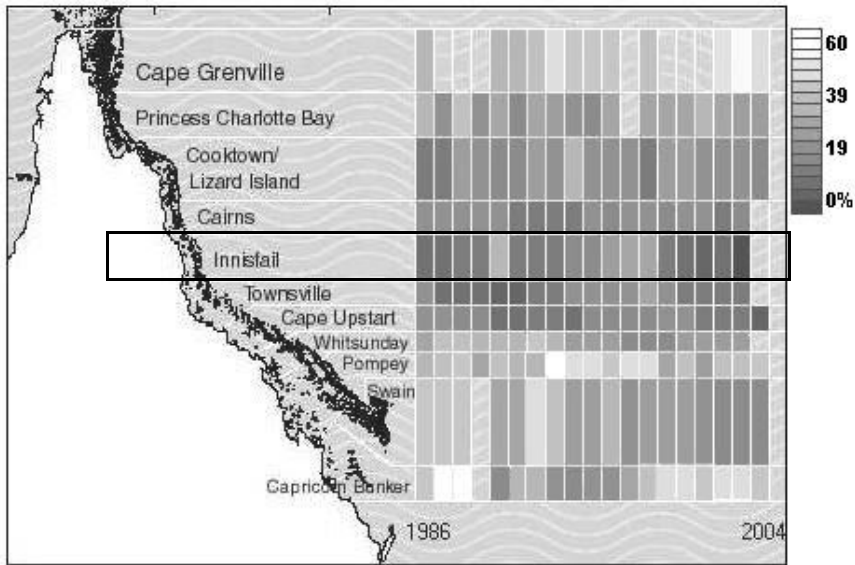 60
Cape Grenville
39
Princess Charlotte Bay
Cooktown/
19
Lizard Island
0%
Cairns
Innisfail
Townsville
Cape Upstart
Whitsunday
Pompey
Swain
Capricorn Bunker
1986
2004